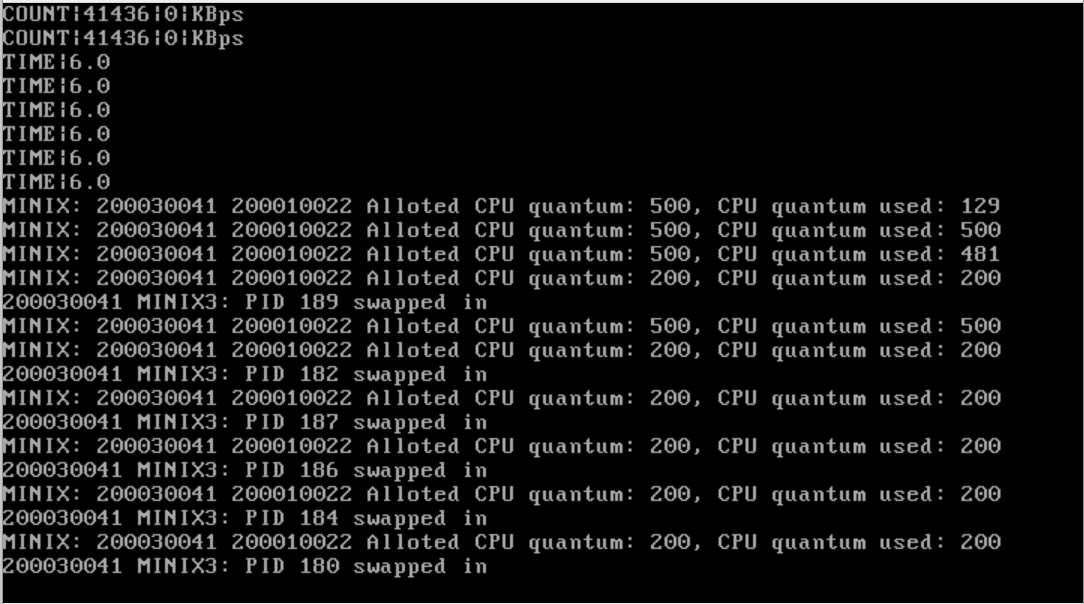 COUNT|41436|0|KBps
COUNT|41436|0|KBps
TIME|6.0
TIME|6.0
TIME|6.0
TIME|6.0
TIME|6.0
TIME|6.0
MINIX: 200030041 200010022 Alloted CPU quantum: 500, CPU quantum used: 129
MINIX: 200030041 200010022 Alloted CPU quantum: 500, CPU quantum used: 500
MINIX: 200030041 200010022 Alloted CPU quantum: 500, CPU quantum used: 481
MINIX: 200030041 200010022 Alloted CPU quantum: 200, CPU quantum used: 200
200030041 MINIX3: PID 189 swapped in
MINIX: 200030041 200010022 Alloted CPU quantum: 500, CPU quantum used: 500
MINIX: 200030041 200010022 Alloted CPU quantum: 200, CPU quantum used: 200
200030041 MINIX3: PID 182 swapped in
MINIX: 200030041 200010022 Alloted CPU quantum: 200, CPU quantum used: 200
200030041 MINIX3: PID 187 swapped in
MINIX: 200030041 200010022 Alloted CPU quantum: 200, CPU quantum used: 200
200030041 MINIX3: PID 186 swapped in
MINIX: 200030041 200010022 Alloted CPU quantum: 200, CPU quantum used: 200
200030041 MINIX3: PID 184 swapped in
MINIX: 200030041 200010022 Alloted CPU quantum: 200, CPU quantum used: 200
200030041 MINIX3: PID 180 swapped in